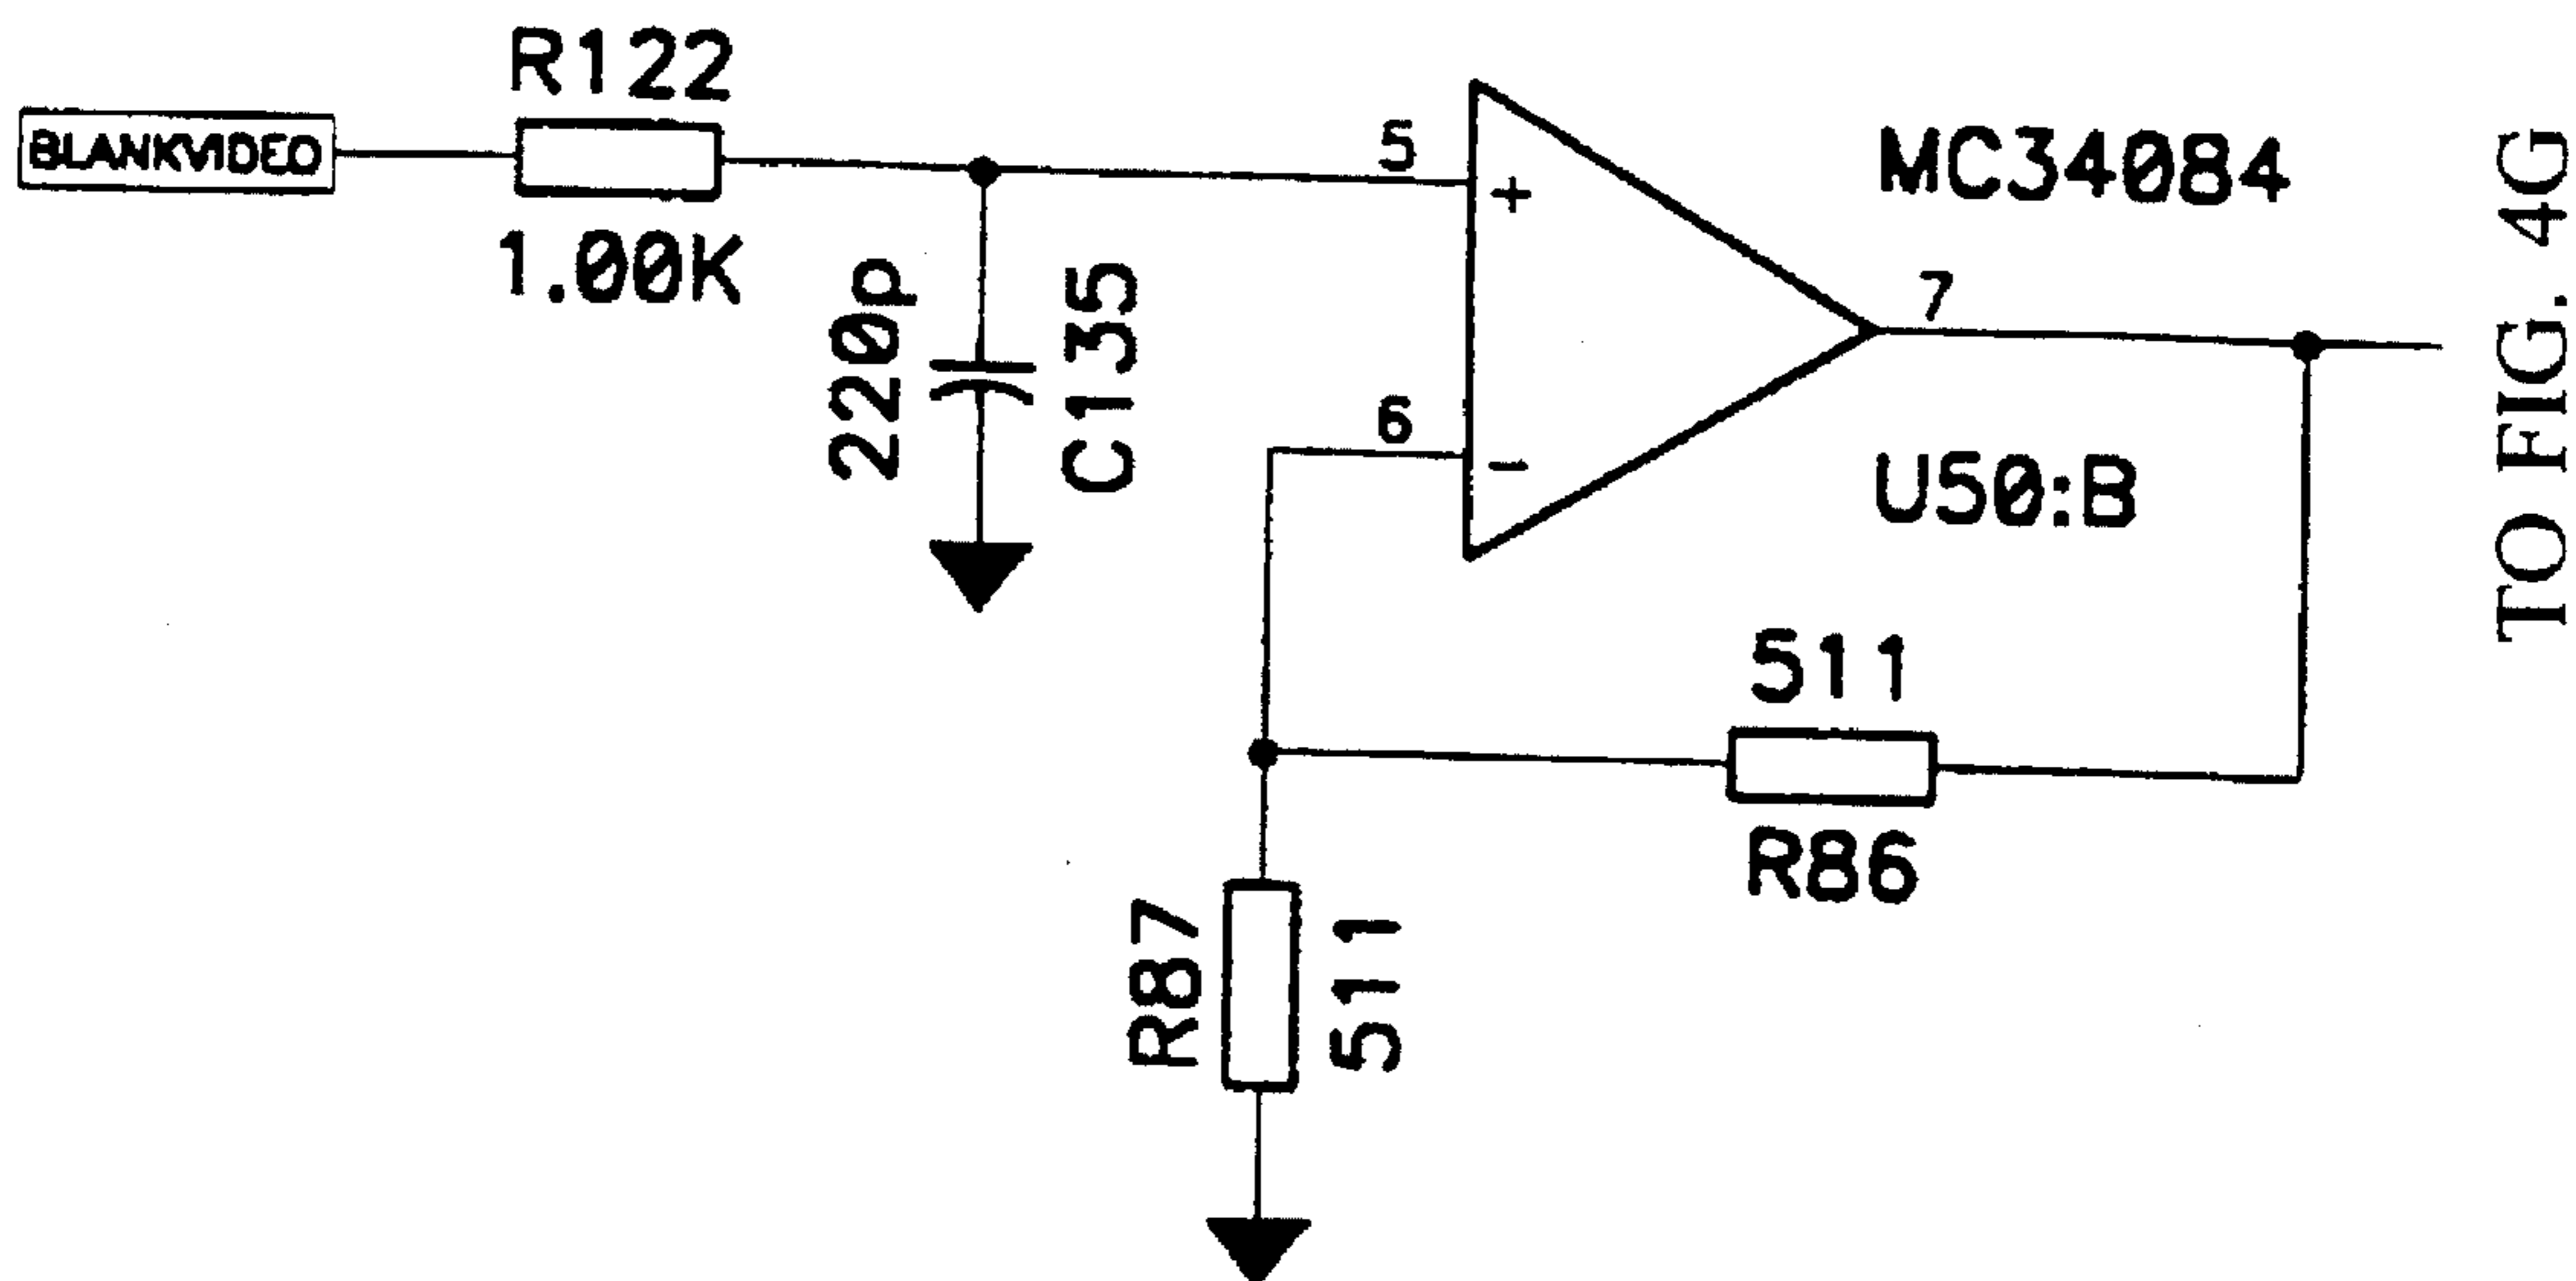 R122
BLANKVIDEO
1.00K
220p
C135
5
+
6
-
7
MC34084
U50:B
511
R86
R87
511
TO FIG. 4G